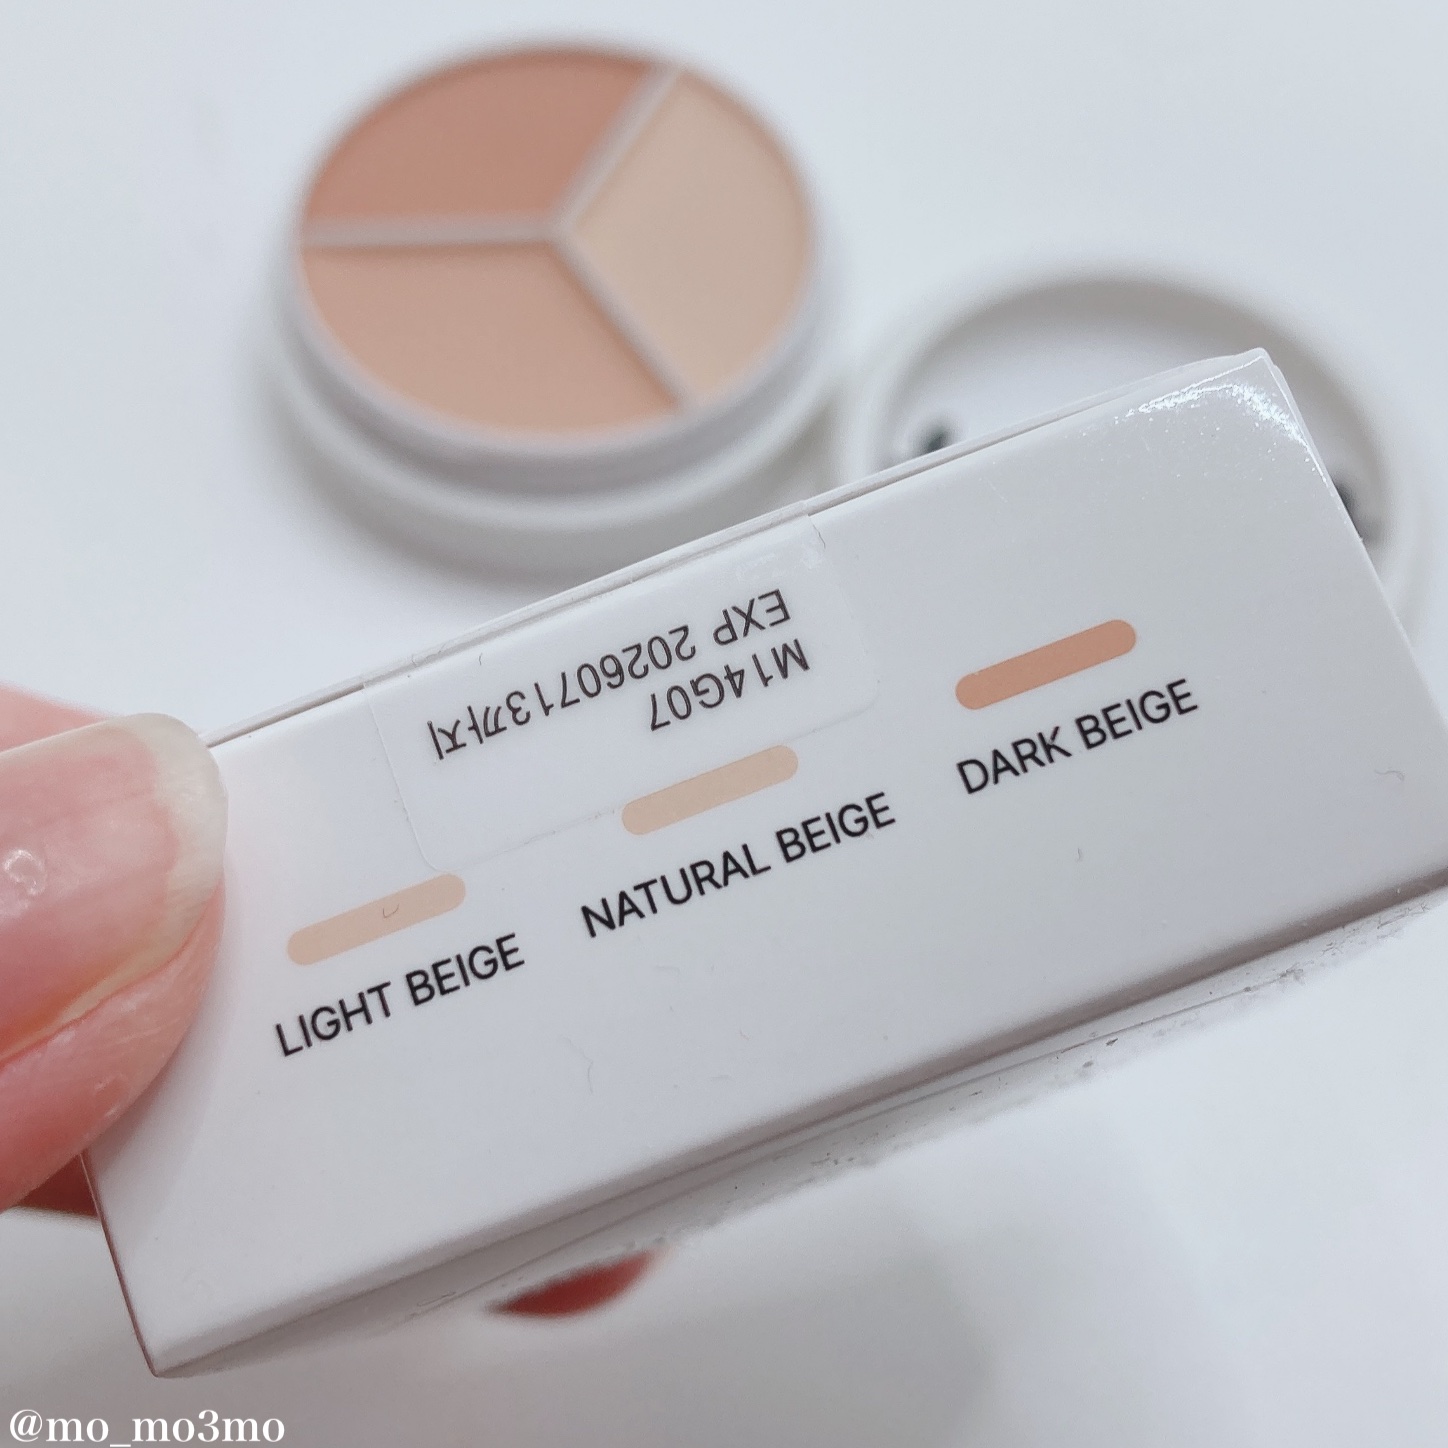 M14G07
EXP 20260713까지
LIGHT BEIGE
NATURAL BEIGE
DARK BEIGE
@mo_mo3mo